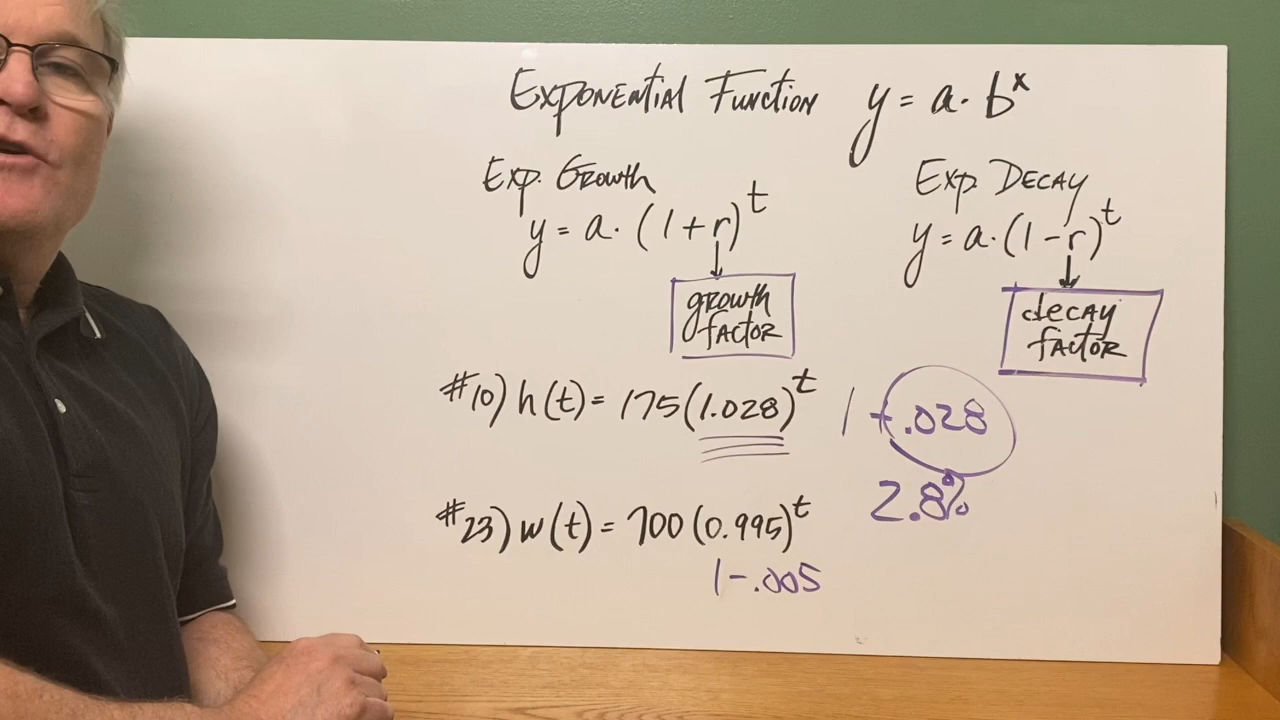 Exponential Function y = a · b^x
Exp. Growth
y = a · (1 + r)^t
growth
factor
Exp Decay
y = a · (1 - r)^t
decay
factor
#10) h(t) = 175(1.028)^t 1 + .028
2.8%
#23) w(t) = 700(0.995)^t
1 - .005